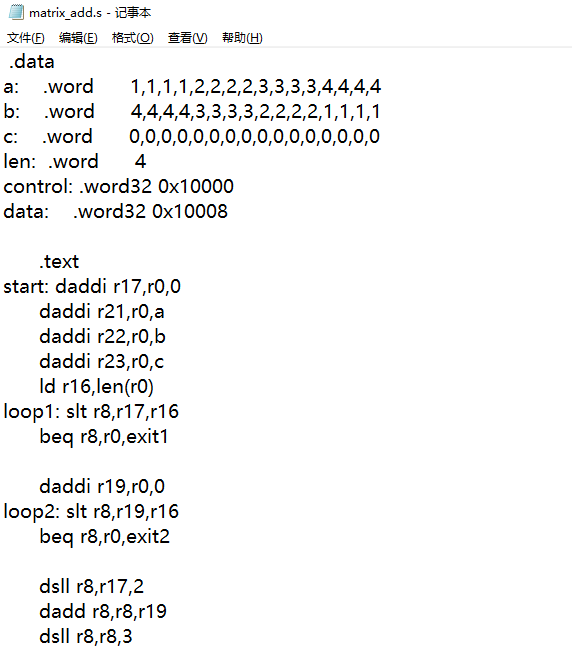 matrix_add.s - 记事本
文件(F) 编辑(E) 格式(O) 查看(V) 帮助(H)
.data
a: .word 1,1,1,1,2,2,2,2,3,3,3,3,4,4,4,4
b: .word 4,4,4,4,3,3,3,3,2,2,2,2,1,1,1,1
c: .word 0,0,0,0,0,0,0,0,0,0,0,0,0,0,0,0
len: .word 4
control: .word32 0x10000
data: .word32 0x10008
.text
start: daddi r17,r0,0
daddi r21,r0,a
daddi r22,r0,b
daddi r23,r0,c
ld r16,len(r0)
loop1: slt r8,r17,r16
beq r8,r0,exit1
daddi r19,r0,0
loop2: slt r8,r19,r16
beq r8,r0,exit2
dsll r8,r17,2
dadd r8,r8,r19
dsll r8,r8,3